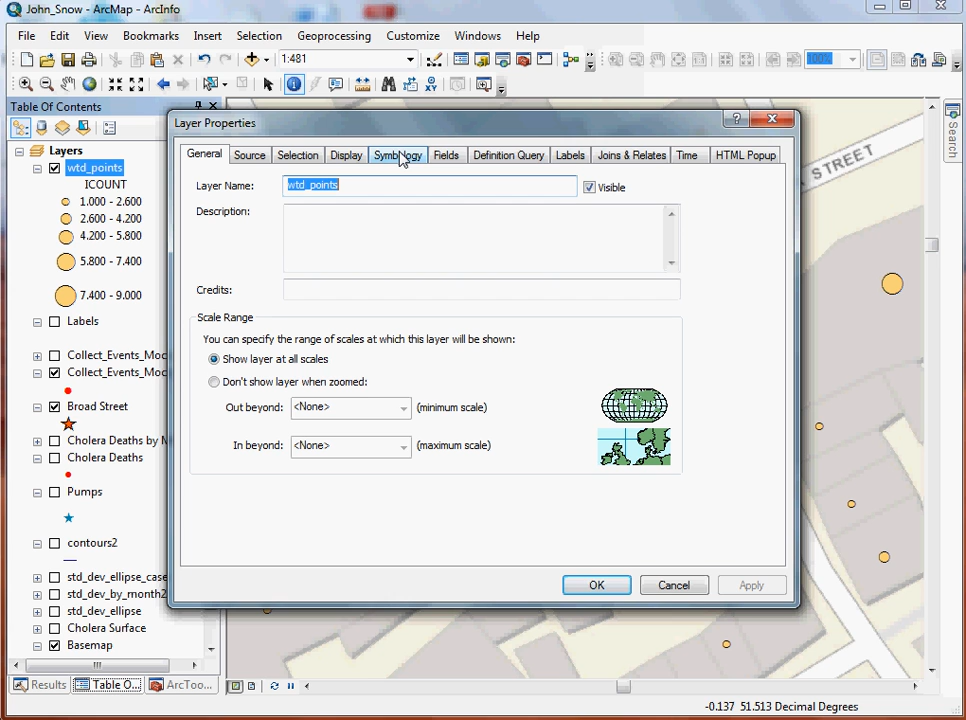 John_Snow - ArcMap - ArcInfo
File Edit View Bookmarks Insert Selection Geoprocessing Customize Windows Help
1:481
100%
Table Of Contents
Layers
wtd_points
ICOUNT
1.000 - 2.600
2.600 - 4.200
4.200 - 5.800
5.800 - 7.400
7.400 - 9.000
Labels
Collect_Events_Moc
Collect_Events_Moc
Broad Street
Cholera Deaths by M
Cholera Deaths
Pumps
contours2
std_dev_ellipse_case
std_dev_by_month2
std_dev_ellipse
Cholera Surface
Basemap
Results Table O... ArcToo...
Layer Properties
General Source Selection Display Symbology Fields Definition Query Labels Joins & Relates Time HTML Popup
Layer Name: wtd_points Visible
Description:
Credits:
Scale Range
You can specify the range of scales at which this layer will be shown:
Show layer at all scales
Don't show layer when zoomed:
Out beyond: <None> (minimum scale)
In beyond: <None> (maximum scale)
OK Cancel Apply
STREET
Search
-0.137 51.513 Decimal Degrees